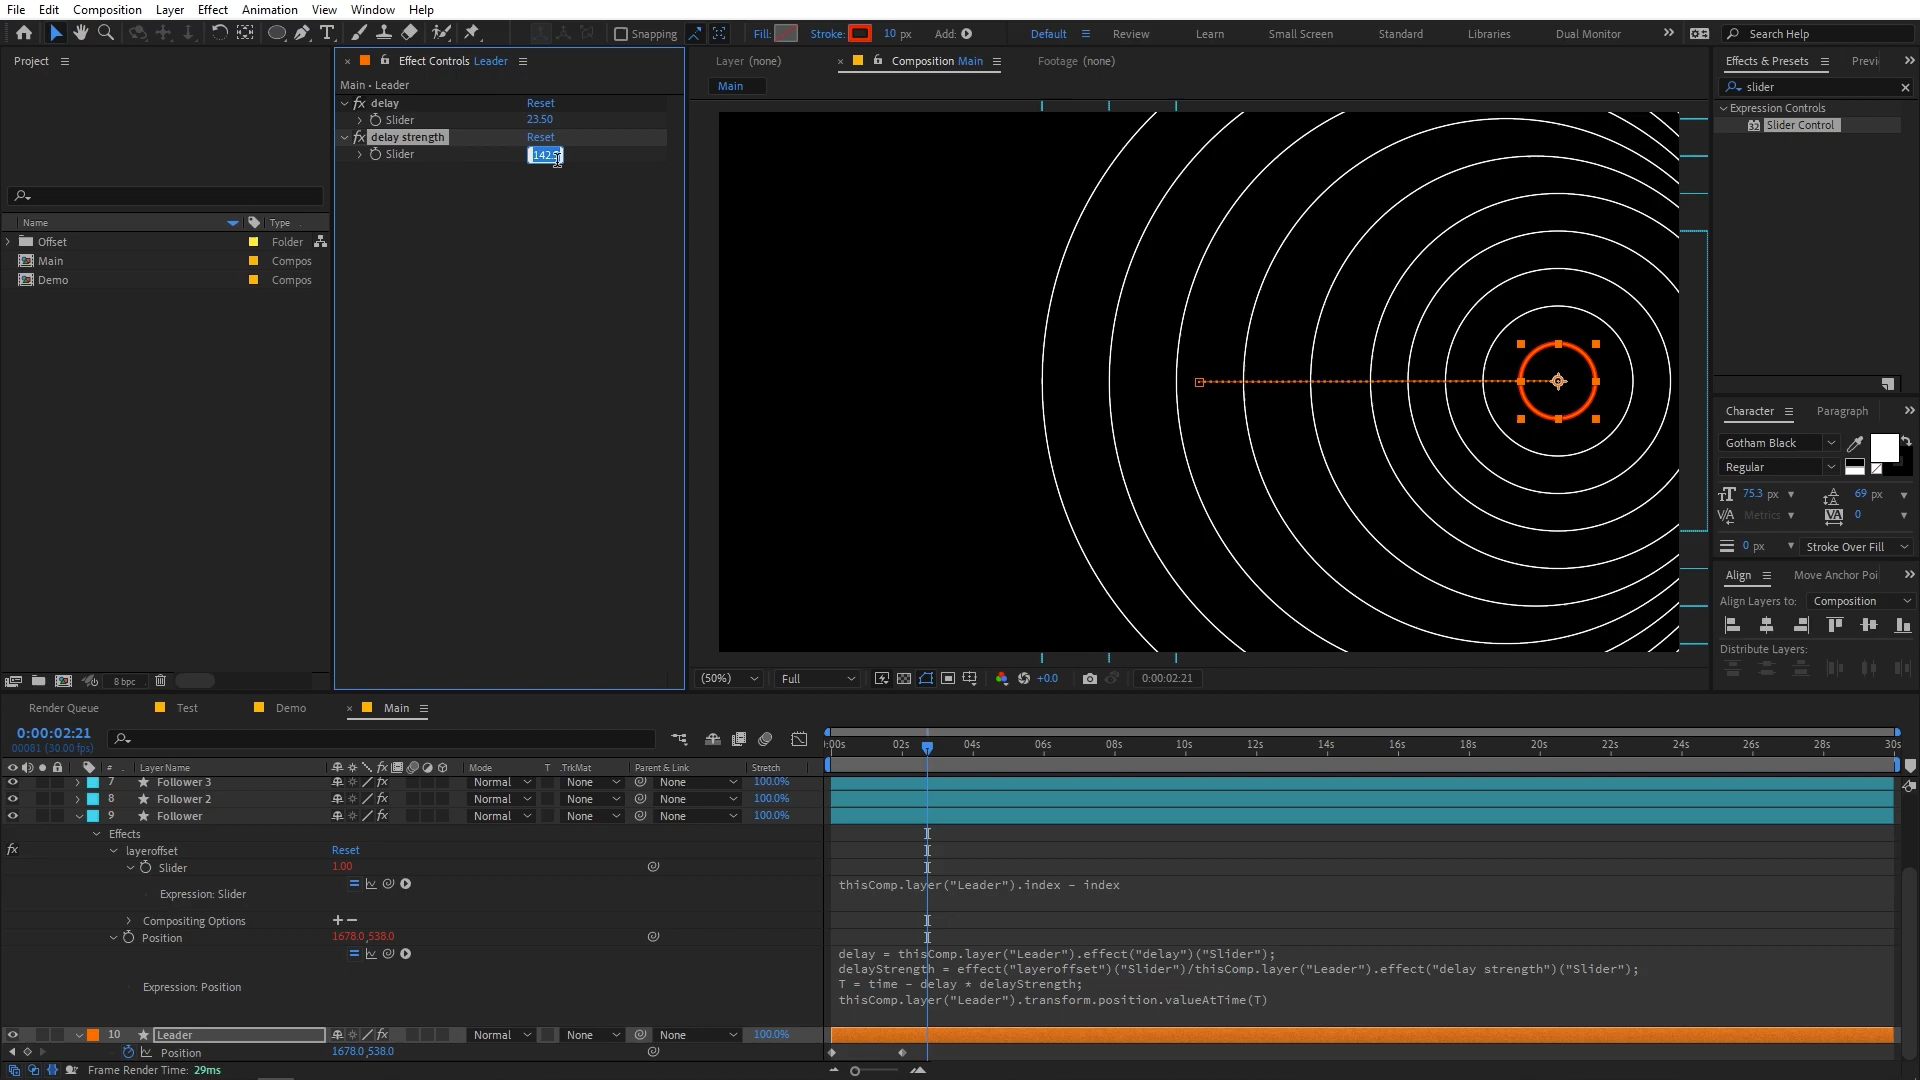 File Edit Composition Layer Effect Animation View Window Help
Snapping Fill: Stroke: 10 px Add: Default Review Learn Small Screen Standard Libraries Dual Monitor Search Help
Project
Effect Controls Leader
Layer (none) Composition Main Footage (none)
Effects & Presets Previ
Main • Leader
Main
slider
delay Reset
Slider 23.50
delay strength Reset
Slider
Expression Controls
Slider Control
Name Type
Offset Folder
Main Compos
Demo Compos
8 bpc
Character Paragraph
Gotham Black
Regular
75.3 px 69 px
Metrics 0
0 px Stroke Over Fill
Align Move Anchor Poi
Align Layers to: Composition
Distribute Layers:
(50%) Full +0.0 0:00:02:21
Render Queue Test Demo Main
0:00:02:21
00081 (30.00 fps)
:00s 02s 04s 06s 08s 10s 12s 14s 16s 18s 20s 22s 24s 26s 28s 30s
# Layer Name Mode T .TrkMat Parent & Link Stretch
7 Follower 3 Normal None None 100.0%
8 Follower 2 Normal None None 100.0%
9 Follower Normal None None 100.0%
Effects
fx layeroffset Reset
Slider 1.00
Expression: Slider
thisComp.layer("Leader").index - index
Compositing Options +–
Position 1678.0,538.0
Expression: Position
delay = thisComp.layer("Leader").effect("delay")("Slider");
delayStrength = effect("layeroffset")("Slider")/thisComp.layer("Leader").effect("delay strength")("Slider");
T = time - delay * delayStrength;
thisComp.layer("Leader").transform.position.valueAtTime(T)
10 Leader Normal None None 100.0%
Position 1678.0,538.0
Frame Render Time: 29ms